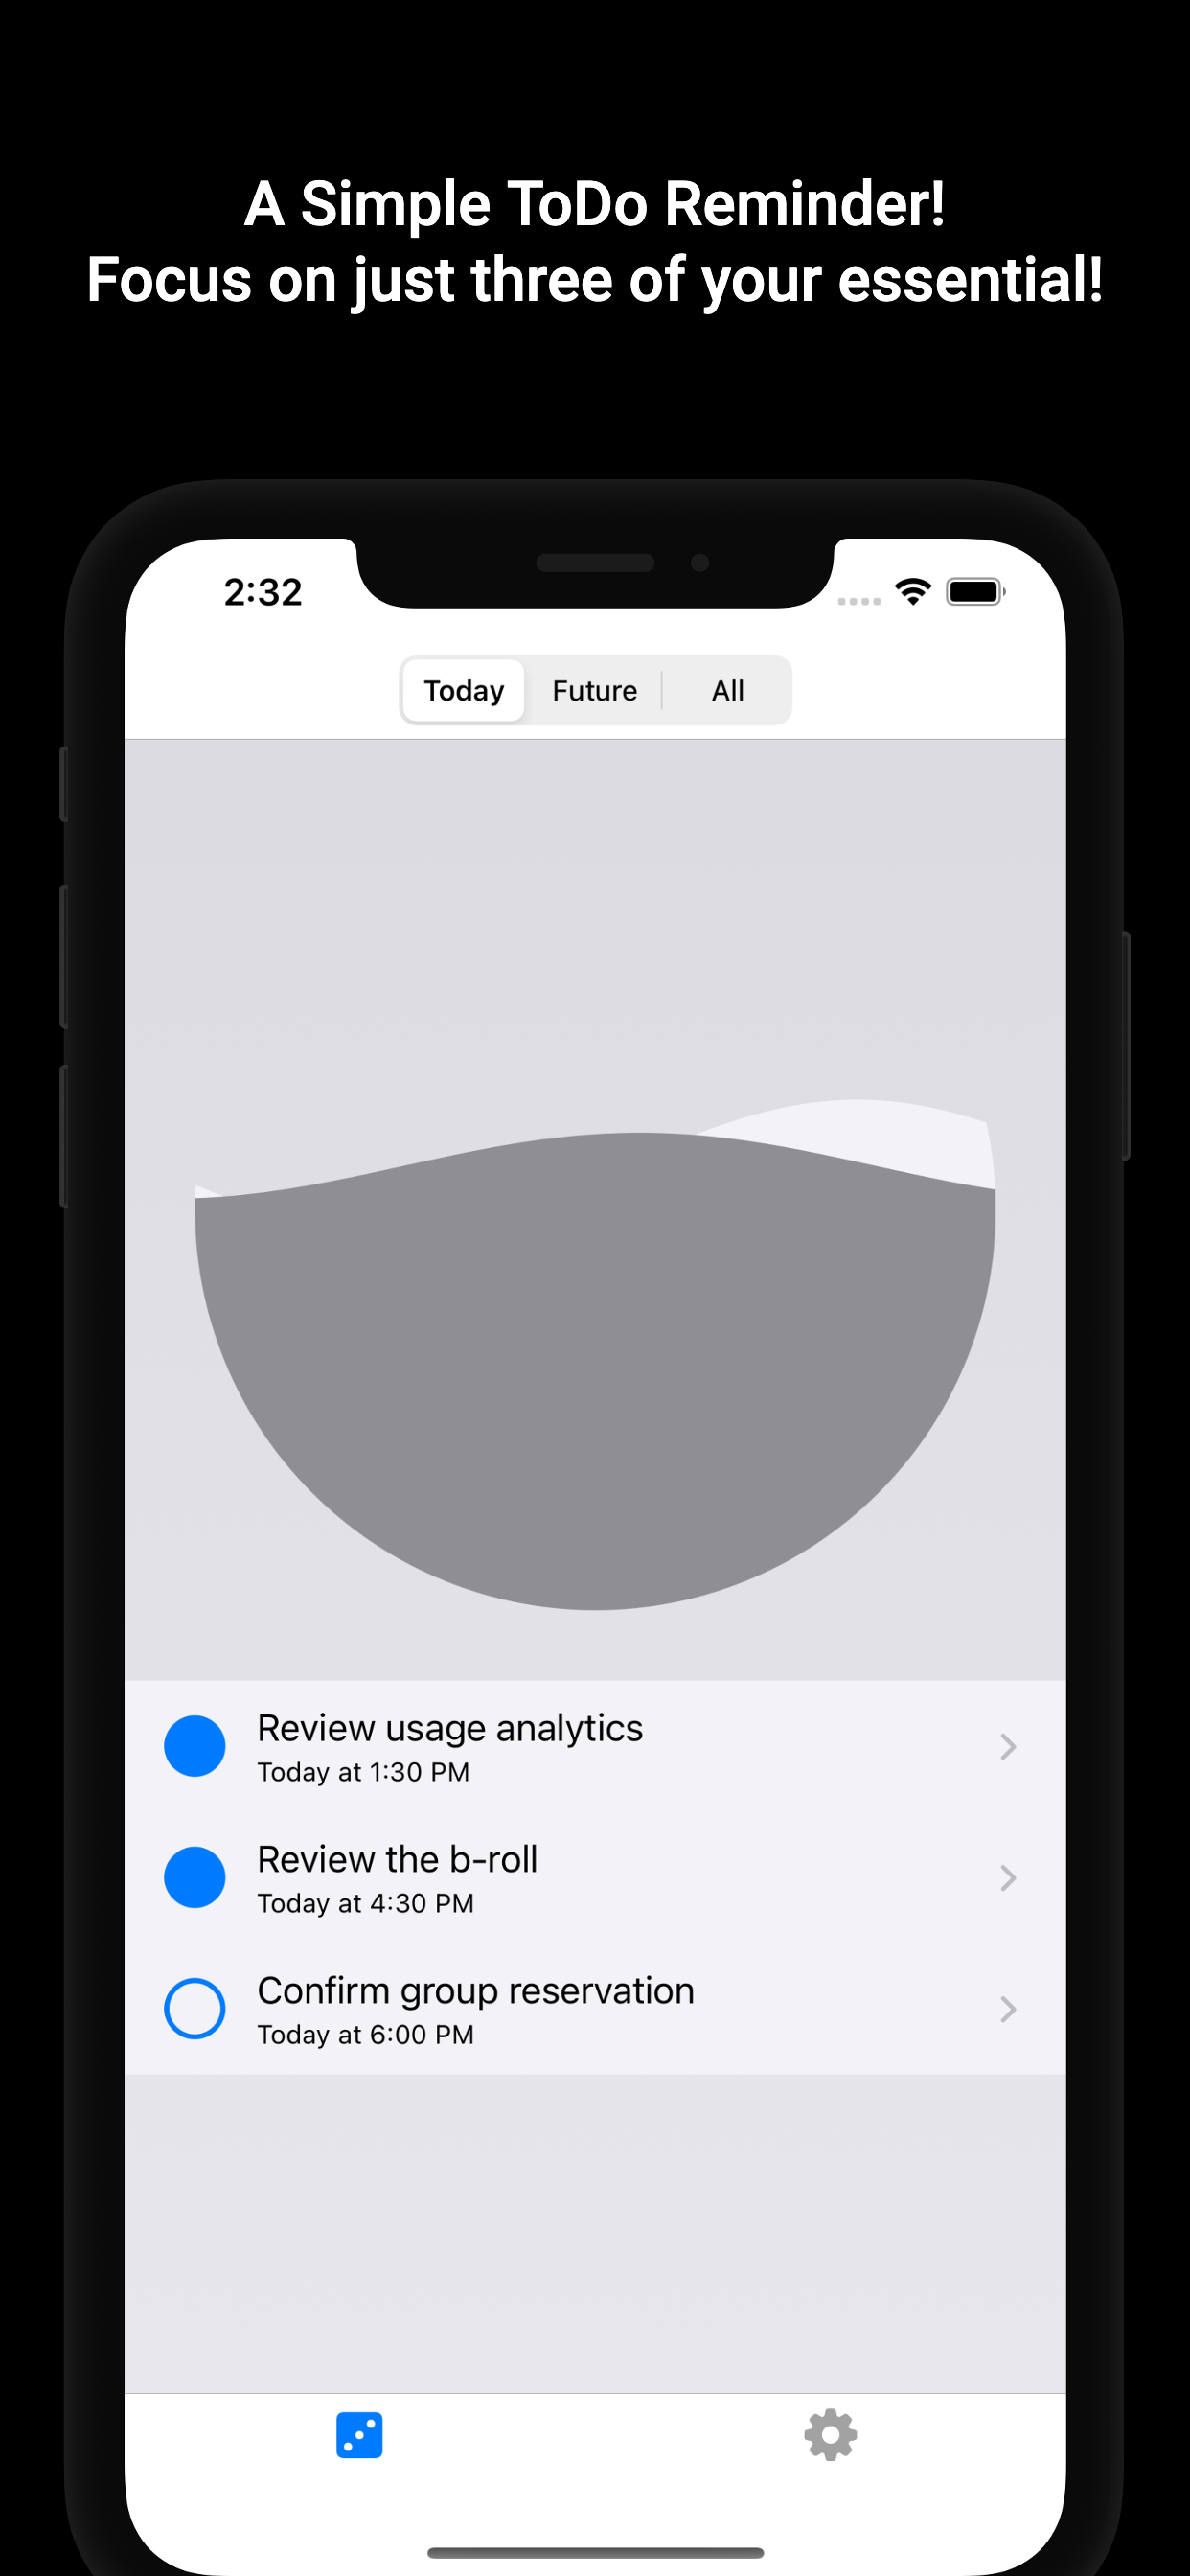 A Simple ToDo Reminder!
Focus on just three of your essential!
2:32
Today Future All
Review usage analytics
Today at 1:30 PM
Review the b-roll
Today at 4:30 PM
Confirm group reservation
Today at 6:00 PM